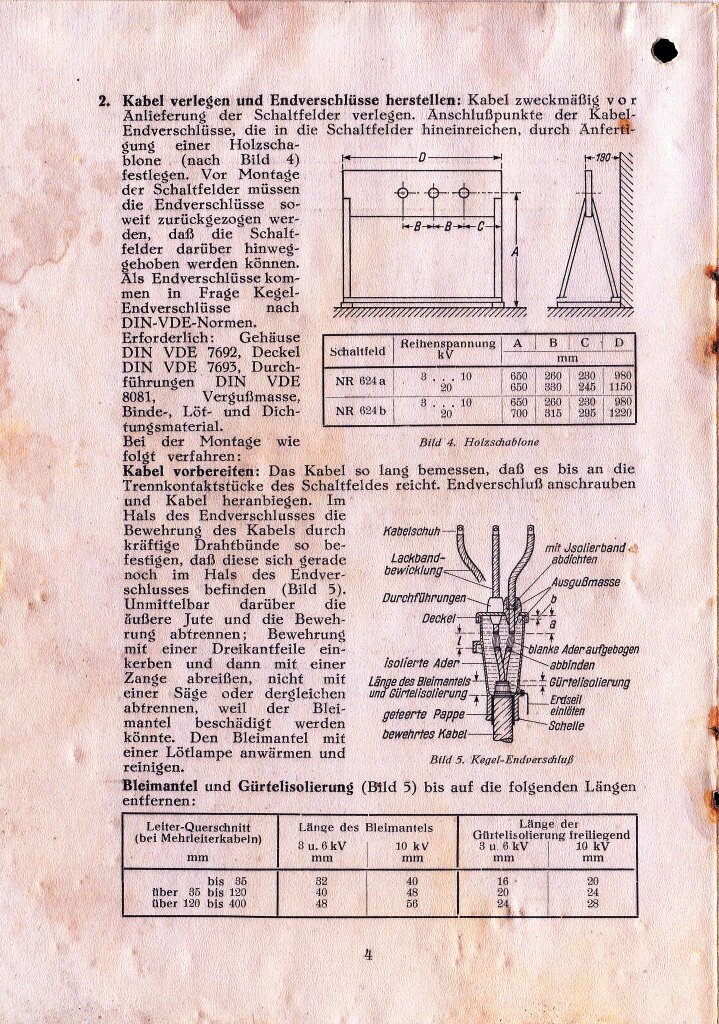 2. Kabel verlegen und Endverschlüsse herstellen: Kabel zweckmäßig vor
Anlieferung der Schaltfelder verlegen. Anschlußpunkte der Kabel-
Endverschlüsse, die in die Schaltfelder hineinreichen, durch Anferti-
gung einer Holzscha-
blone (nach Bild 4)
festlegen. Vor Montage
der Schaltfelder müssen
die Endverschlüsse so-
weit zurückgezogen wer-
den, daß die Schalt-
felder darüber hinweg-
gehoben werden können.
Als Endverschlüsse kom-
men in Frage Kegel-
Endverschlüsse nach
DIN-VDE-Normen.
Erforderlich: Gehäuse
DIN VDE 7692, Deckel
DIN VDE 7693, Durch-
führungen DIN VDE
8081, Vergußmasse,
Binde-, Löt- und Dich-
tungsmaterial.
Bei der Montage wie
folgt verfahren:
D
190
B B C
A
Schaltfeld Reihenspannung kV A B C D
mm
NR 624 a 3 . . . 10 650 260 230 980
20 650 330 245 1150
NR 624 b 3 . . . 10 650 260 230 980
20 700 315 295 1220
Bild 4. Holzschablone
Kabel vorbereiten: Das Kabel so lang bemessen, daß es bis an die
Trennkontaktstücke des Schaltfeldes reicht. Endverschluß anschrauben
und Kabel heranbiegen. Im
Hals des Endverschlusses die
Bewehrung des Kabels durch
kräftige Drahtbünde so be-
festigen, daß diese sich gerade
noch im Hals des Endver-
schlusses befinden (Bild 5).
Unmittelbar darüber die
äußere Jute und die Beweh-
rung abtrennen; Bewehrung
mit einer Dreikantfeile ein-
kerben und dann mit einer
Zange abreißen, nicht mit
einer Säge oder dergleichen
abtrennen, weil der Blei-
mantel beschädigt werden
könnte. Den Bleimantel mit
einer Lötlampe anwärmen und
reinigen.
Kabelschuh
Lackband-
bewicklung
Durchführungen
Deckel
l
isolierte Ader
Länge des Bleimantels
und Gürtelisolierung
geteerte Pappe
bewehrtes Kabel
mit Jsolierband
abdichten
Ausgußmasse
b
a
blanke Ader aufgebogen
abbinden
Gürtelisolierung
Erdseil
einlöten
Schelle
Bild 5. Kegel-Endverschluß
Bleimantel und Gürtelisolierung (Bild 5) bis auf die folgenden Längen
entfernen:
Leiter-Querschnitt Länge des Bleimantels Länge der
(bei Mehrleiterkabeln) Gürtelisolierung freiliegend
3 u. 6 kV 10 kV 3 u. 6 kV 10 kV
mm mm mm mm mm
bis 35 32 40 16 20
über 35 bis 120 40 48 20 24
über 120 bis 400 48 56 24 28
4